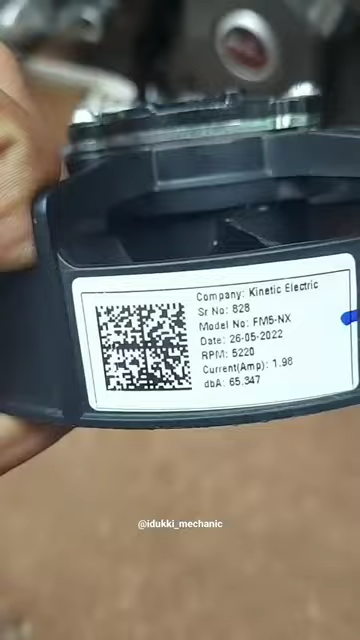 Company: Kinetic Electric
Sr No: 828
Model No: FM5-NX
Date: 26-05-2022
RPM: 5220
Current(Amp): 1.98
dbA: 65.347
@idukki_mechanic